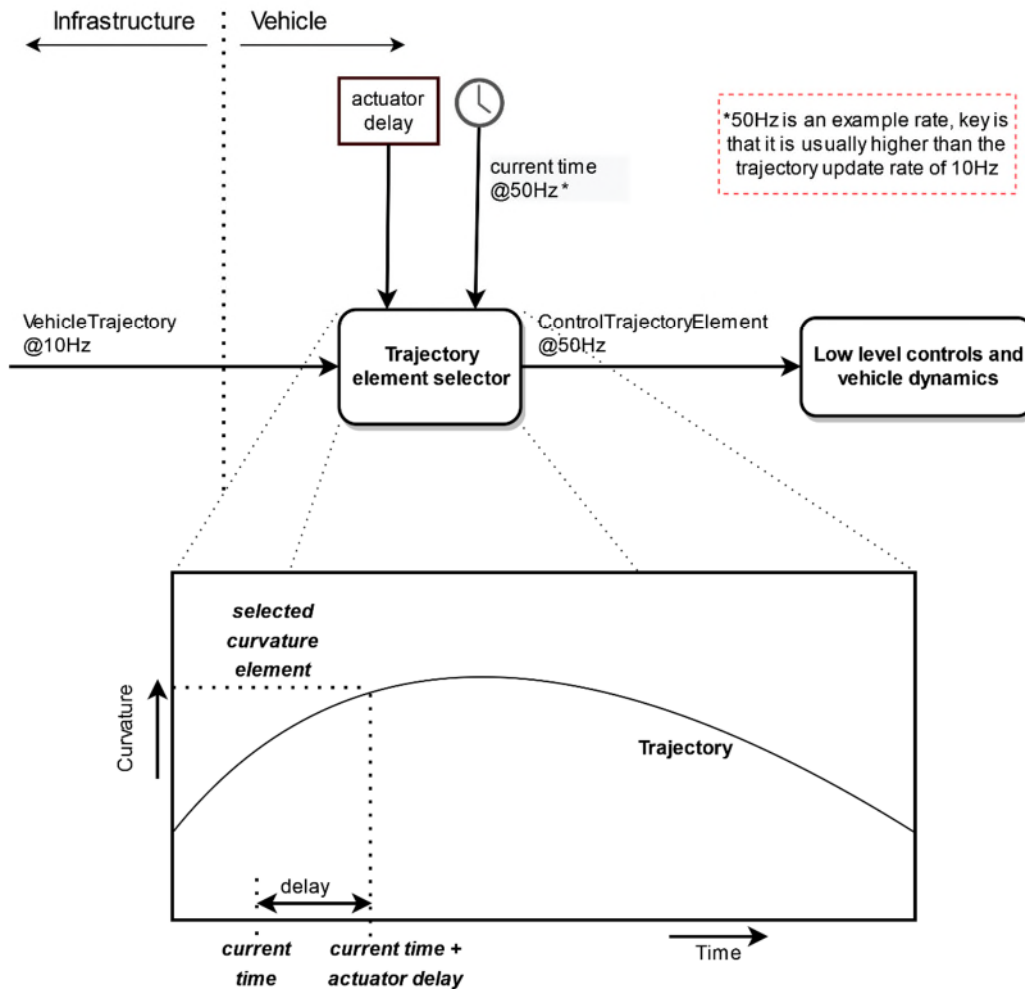 Infrastructure
Vehicle
actuator
delay
current time
@50Hz *
*50Hz is an example rate, key is
that it is usually higher than the
trajectory update rate of 10Hz
VehicleTrajectory
@10Hz
Trajectory
element selector
ControlTrajectoryElement
@50Hz
Low level controls and
vehicle dynamics
selected
curvature
element
Curvature
Trajectory
delay
current
time
current time +
actuator delay
Time